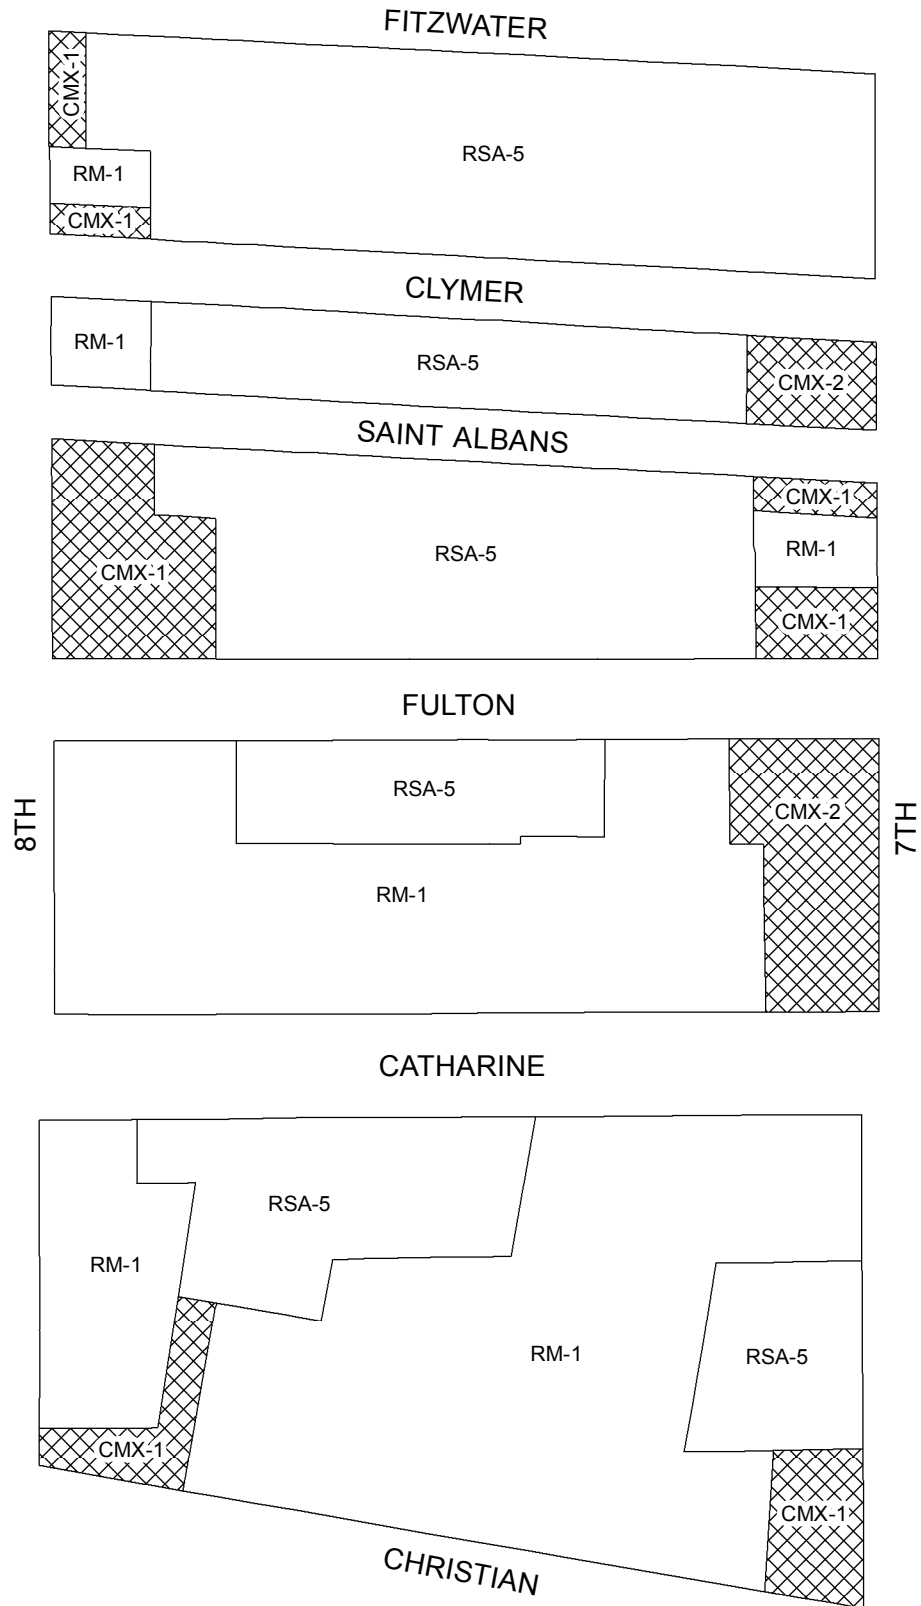 FITZWATER
CMX-1
RSA-5
RM-1
CMX-1
CLYMER
RM-1
RSA-5
CMX-2
SAINT ALBANS
CMX-1
RM-1
RSA-5
CMX-1
CMX-1
FULTON
RSA-5
8TH
CMX-2
7TH
RM-1
CATHARINE
RSA-5
RM-1
RM-1
RSA-5
CMX-1
CMX-1
CHRISTIAN